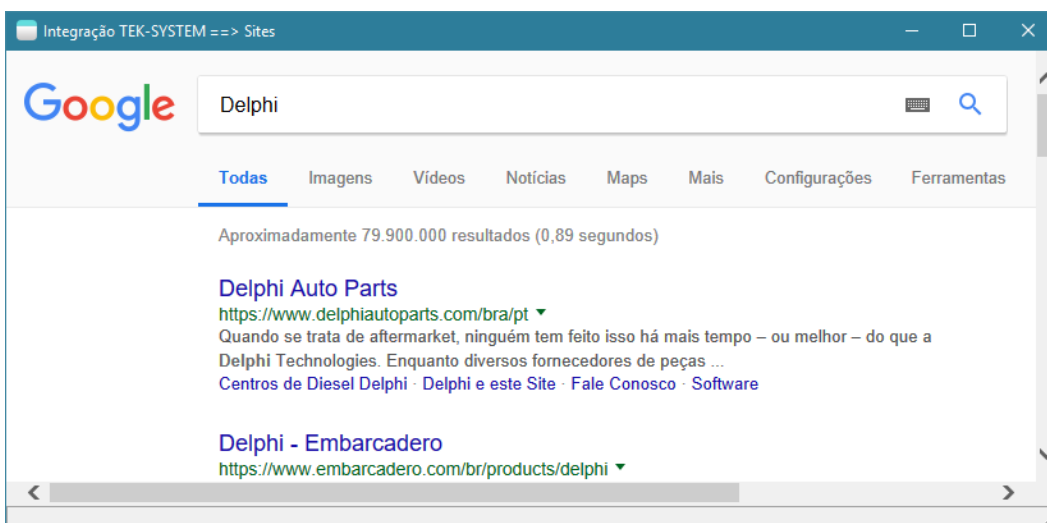 Integração TEK-SYSTEM ==> Sites
Google Delphi
Todas Imagens Vídeos Notícias Maps Mais Configurações Ferramentas
Aproximadamente 79.900.000 resultados (0,89 segundos)
Delphi Auto Parts
https://www.delphiautoparts.com/bra/pt
Quando se trata de aftermarket, ninguém tem feito isso há mais tempo – ou melhor – do que a
Delphi Technologies. Enquanto diversos fornecedores de peças ...
Centros de Diesel Delphi · Delphi e este Site · Fale Conosco · Software
Delphi - Embarcadero
https://www.embarcadero.com/br/products/delphi